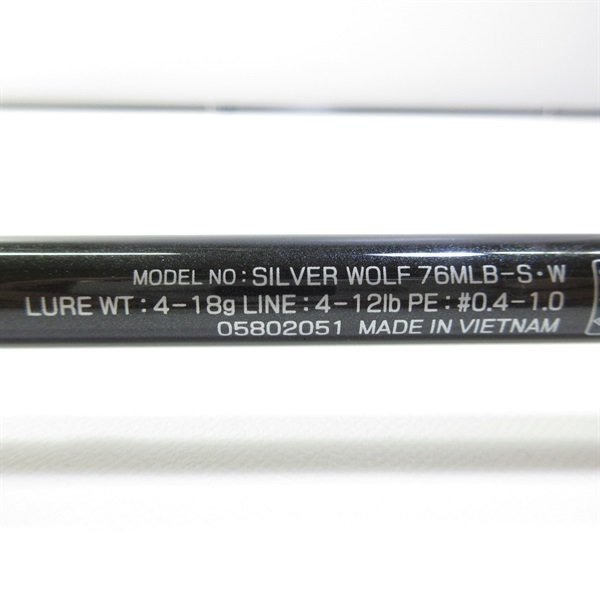 MODEL NO : SILVER WOLF 76MLB-S・W
LURE WT : 4-18g LINE : 4-12lb PE : #0.4-1.0
05802051 MADE IN VIETNAM